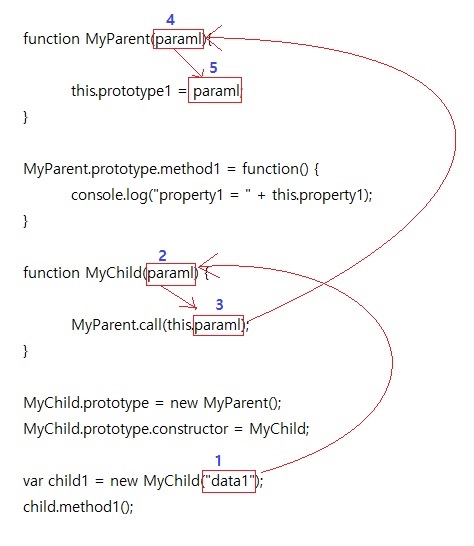 4
function MyParent(paraml){
5
this.prototype1 = paraml;
}
MyParent.prototype.method1 = function() {
console.log("property1 = " + this.property1);
}
2
function MyChild(paraml) {
3
MyParent.call(this.paraml);
}
MyChild.prototype = new MyParent();
MyChild.prototype.constructor = MyChild;
1
var child1 = new MyChild("data1");
child.method1();